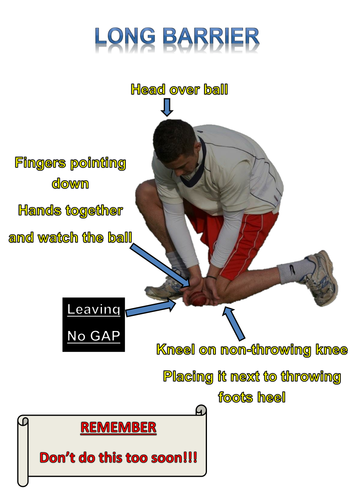 LONG BARRIER
Head over ball
Fingers pointing
down
Hands together
and watch the ball
Leaving
No GAP
Kneel on non-throwing knee
Placing it next to throwing
foots heel
REMEMBER
Don't do this too soon!!!